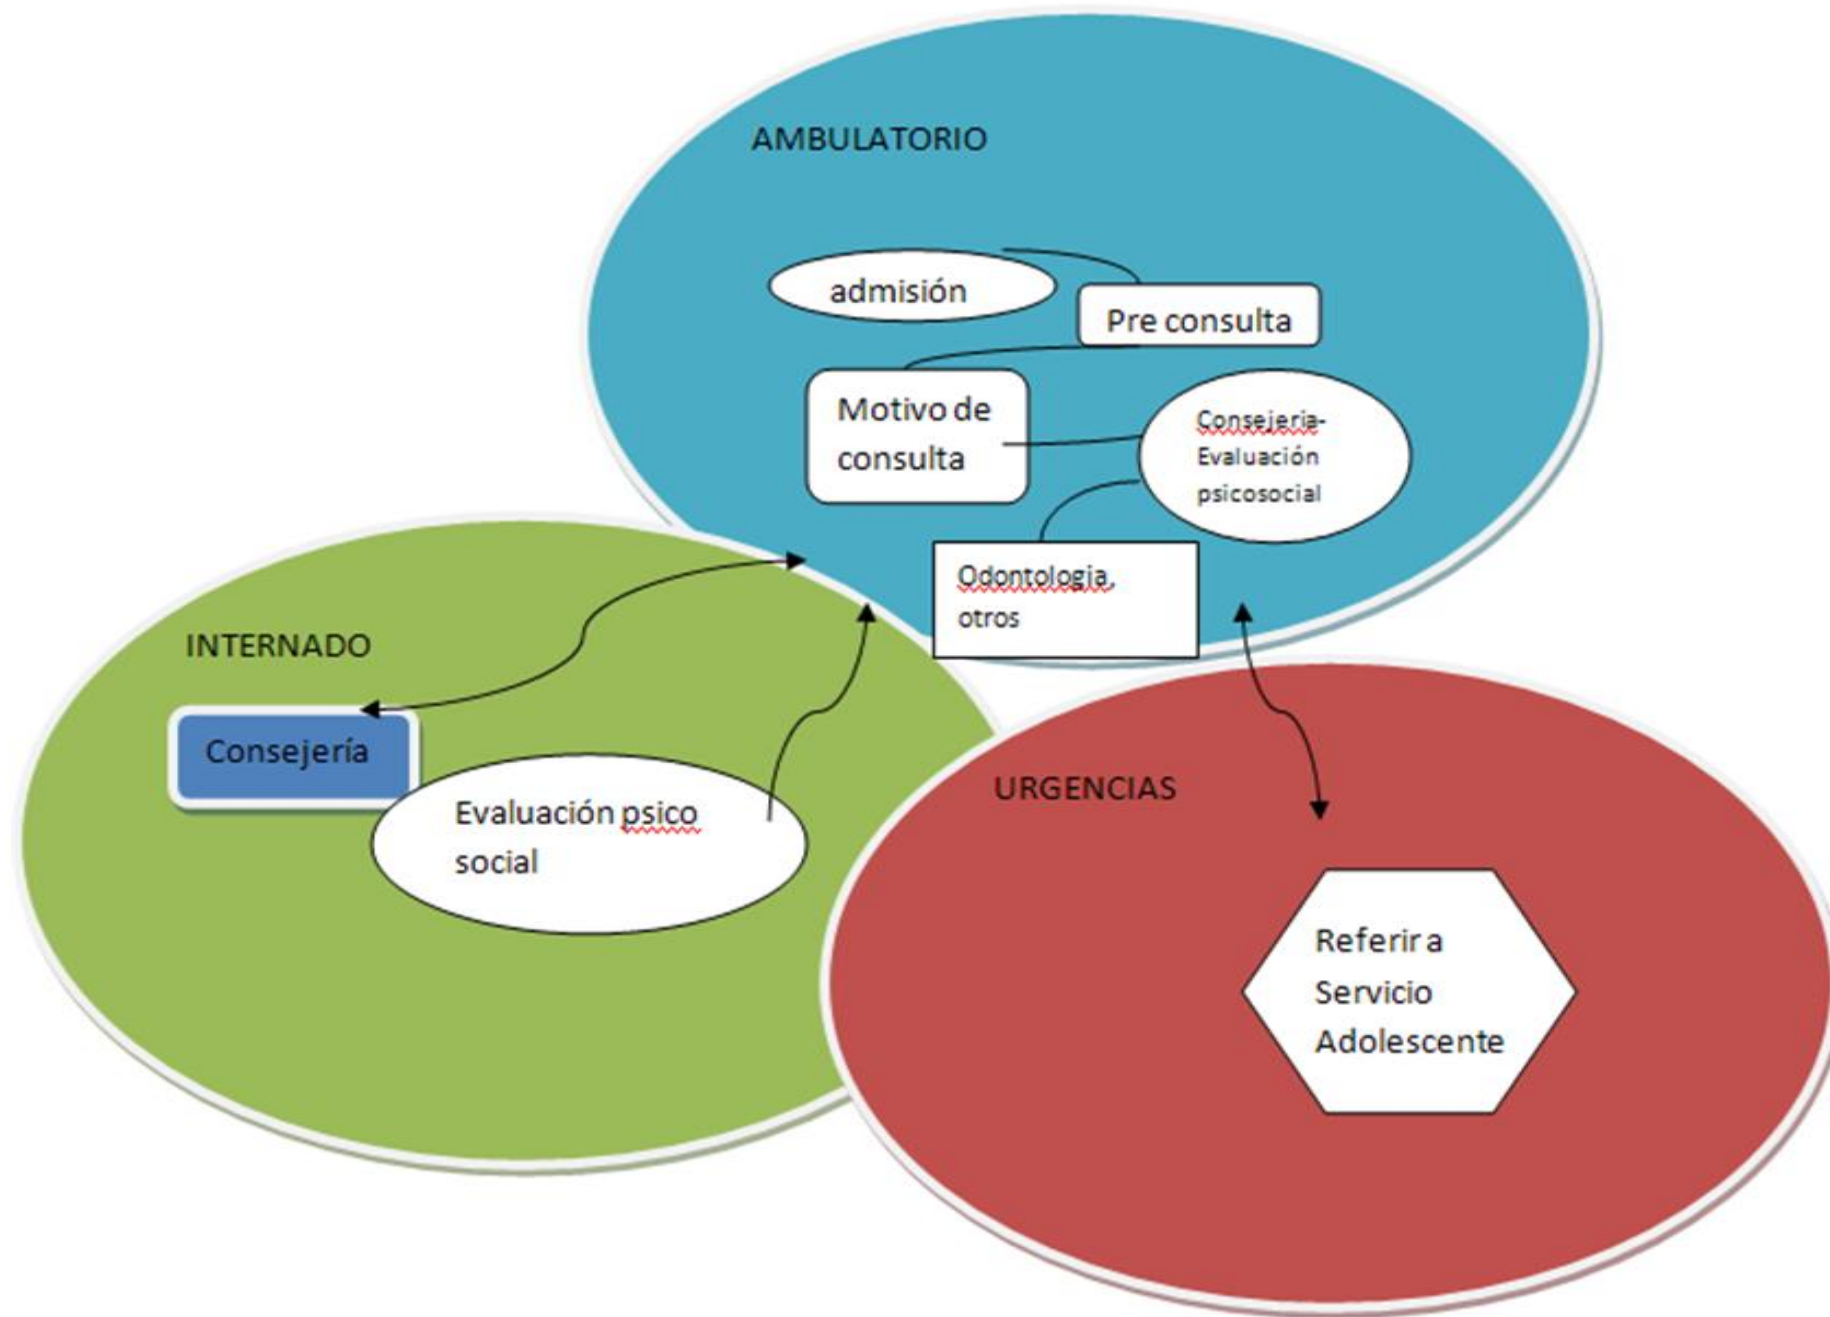 AMBULATORIO
admisión
Pre consulta
Motivo de
consulta
Consejeria-
Evaluación
psicosocial
Odontologia,
otros
INTERNADO
Consejería
Evaluación psico
social
URGENCIAS
Referir a
Servicio
Adolescente